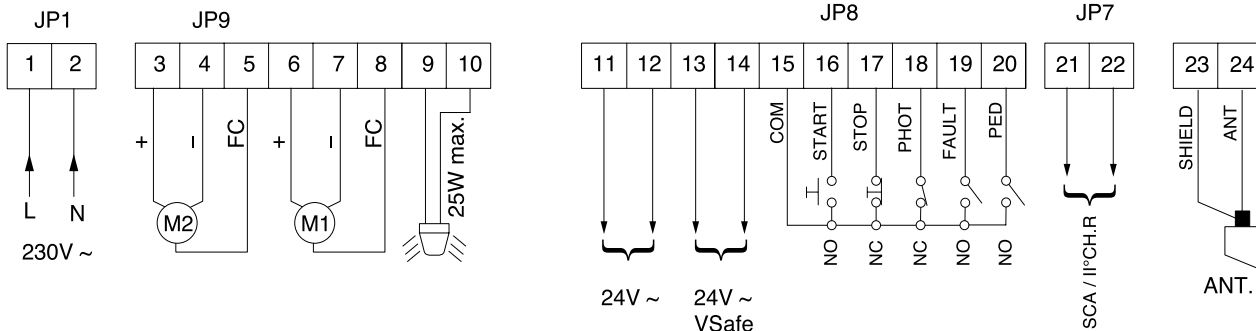 JP1
JP9
JP8
JP7
1 2
3 4 5 6 7 8 9 10
11 12 13 14 15 16 17 18 19 20
21 22
23 24
+ – FC
+ – FC
25W max.
COM
START
STOP
PHOT
FAULT
PED
SHIELD
ANT
L N
230V ~
M2
M1
24V ~
24V ~
VSafe
NO
NC
NC
NO
NO
SCA / II°CH.R
ANT.